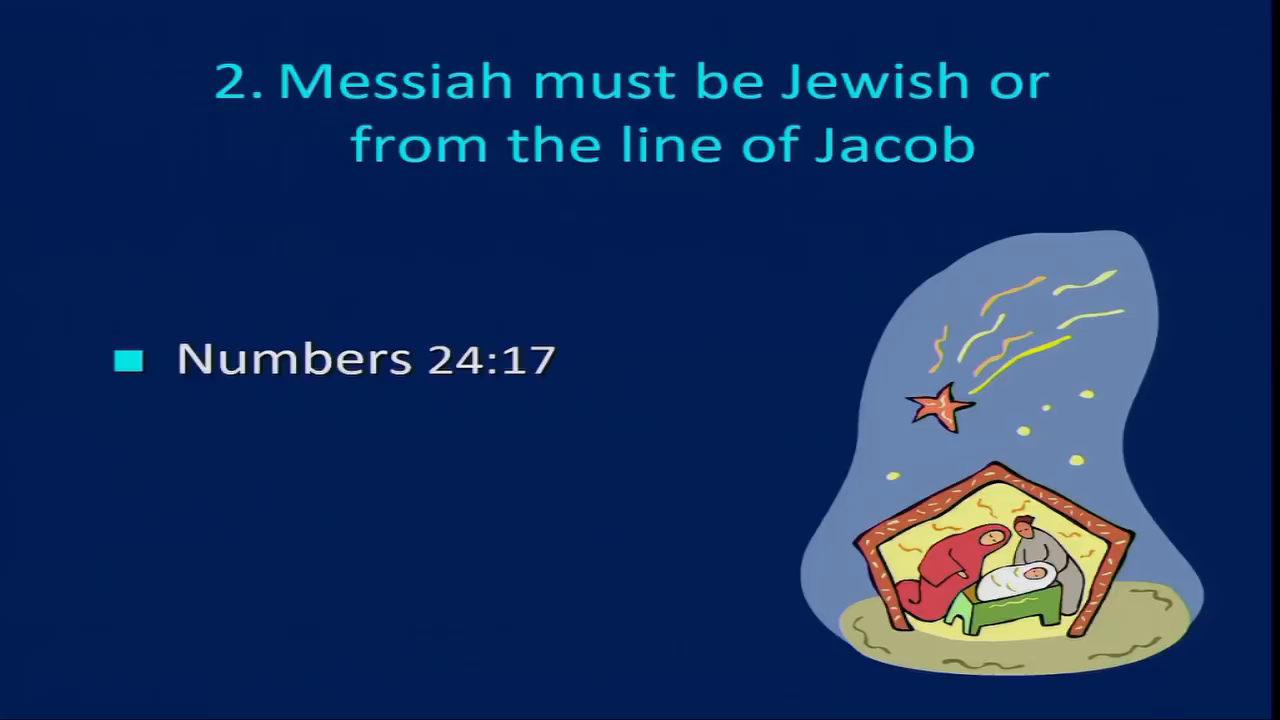 2. Messiah must be Jewish or
from the line of Jacob
Numbers 24:17